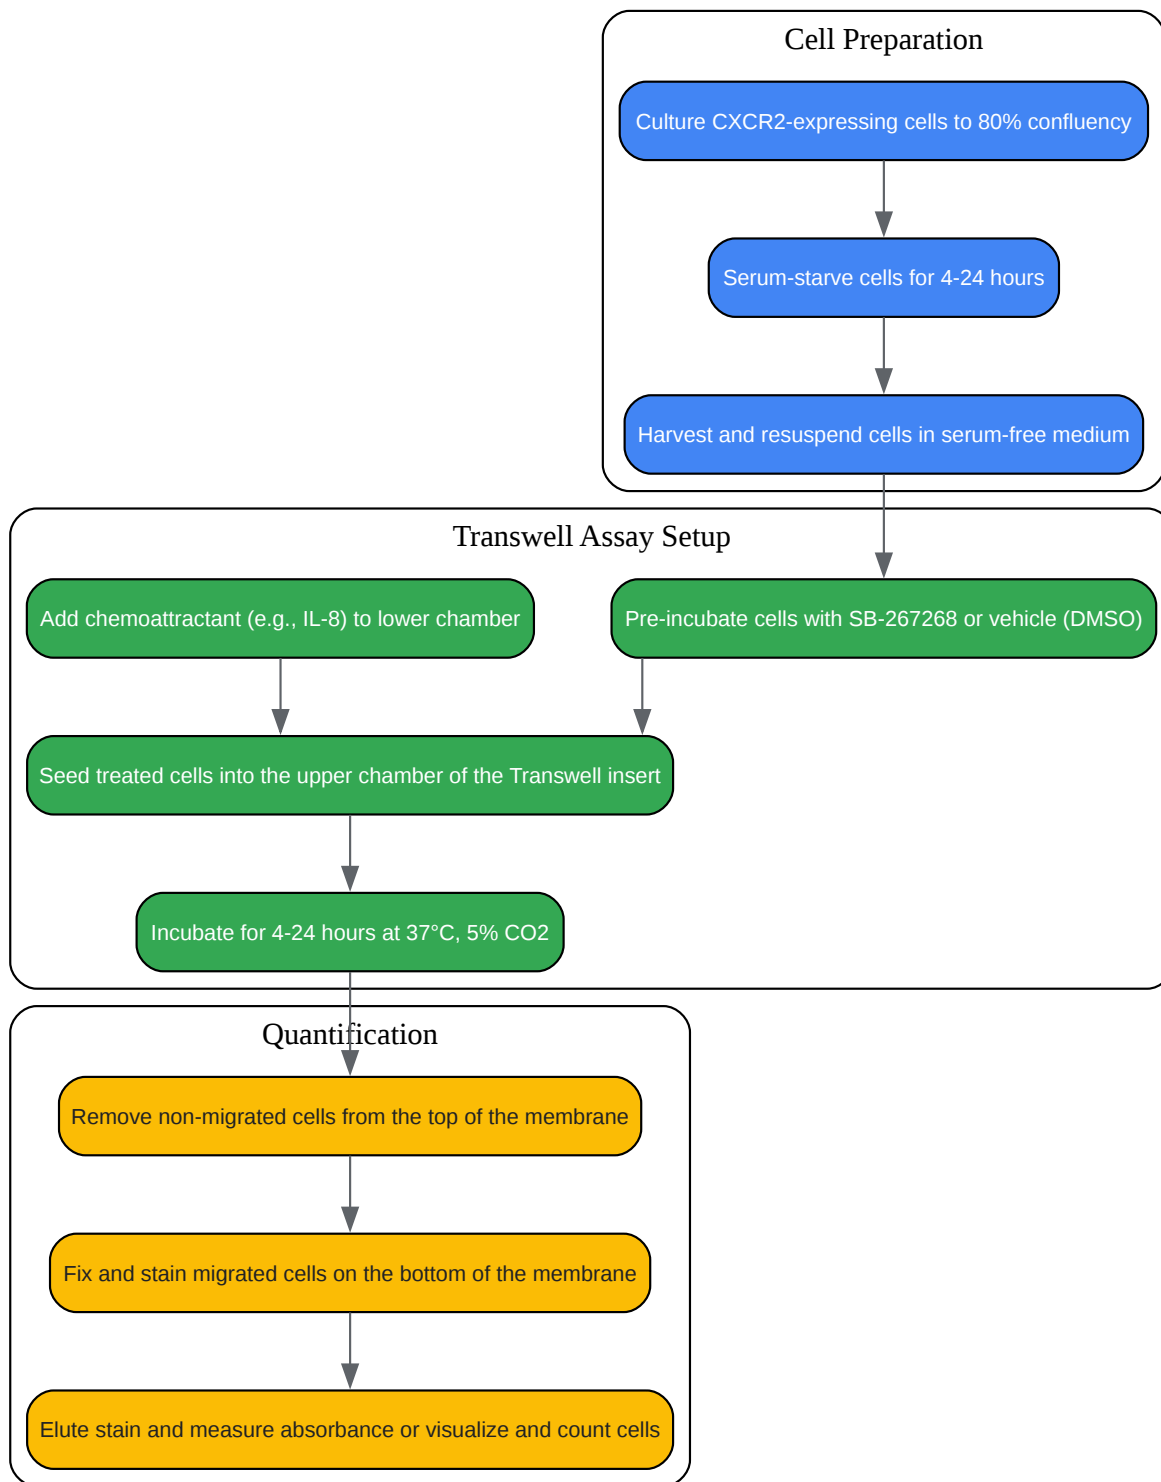 Cell Preparation
Culture CXCR2-expressing cells to 80% confluency
Serum-starve cells for 4-24 hours
Harvest and resuspend cells in serum-free medium
Transwell Assay Setup
Add chemoattractant (e.g., IL-8) to lower chamber
Pre-incubate cells with SB-267268 or vehicle (DMSO)
Seed treated cells into the upper chamber of the Transwell insert
Incubate for 4-24 hours at 37°C, 5% CO2
Quantification
Remove non-migrated cells from the top of the membrane
Fix and stain migrated cells on the bottom of the membrane
Elute stain and measure absorbance or visualize and count cells